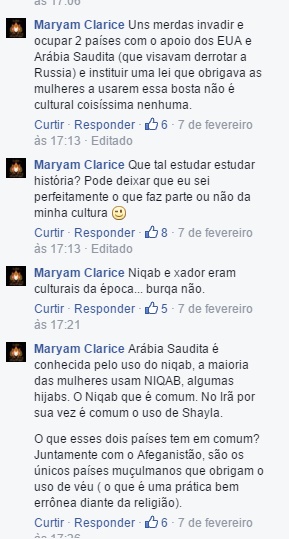 às 17:06
Maryam Clarice Uns merdas invadir e
ocupar 2 países com o apoio dos EUA e
Arábia Saudita (que visavam derrotar a
Russia) e instituir uma lei que obrigava as
mulheres a usarem essa bosta não é
cultural coisíssima nenhuma.
Curtir · Responder · 6 · 7 de fevereiro
às 17:13 · Editado
Maryam Clarice Que tal estudar estudar
história? Pode deixar que eu sei
perfeitamente o que faz parte ou não da
minha cultura
Curtir · Responder · 8 · 7 de fevereiro
às 17:13 · Editado
Maryam Clarice Niqab e xador eram
culturais da época... burqa não.
Curtir · Responder · 5 · 7 de fevereiro
às 17:21
Maryam Clarice Arábia Saudita é
conhecida pelo uso do niqab, a maioria
das mulheres usam NIQAB, algumas
hijabs. O Niqab que é comum. No Irã por
sua vez é comum o uso de Shayla.
O que esses dois países tem em comum?
Juntamente com o Afeganistão, são os
únicos países muçulmanos que obrigam o
uso de véu ( o que é uma prática bem
errônea diante da religião).
Curtir · Responder · 6 · 7 de fevereiro
às 17:26